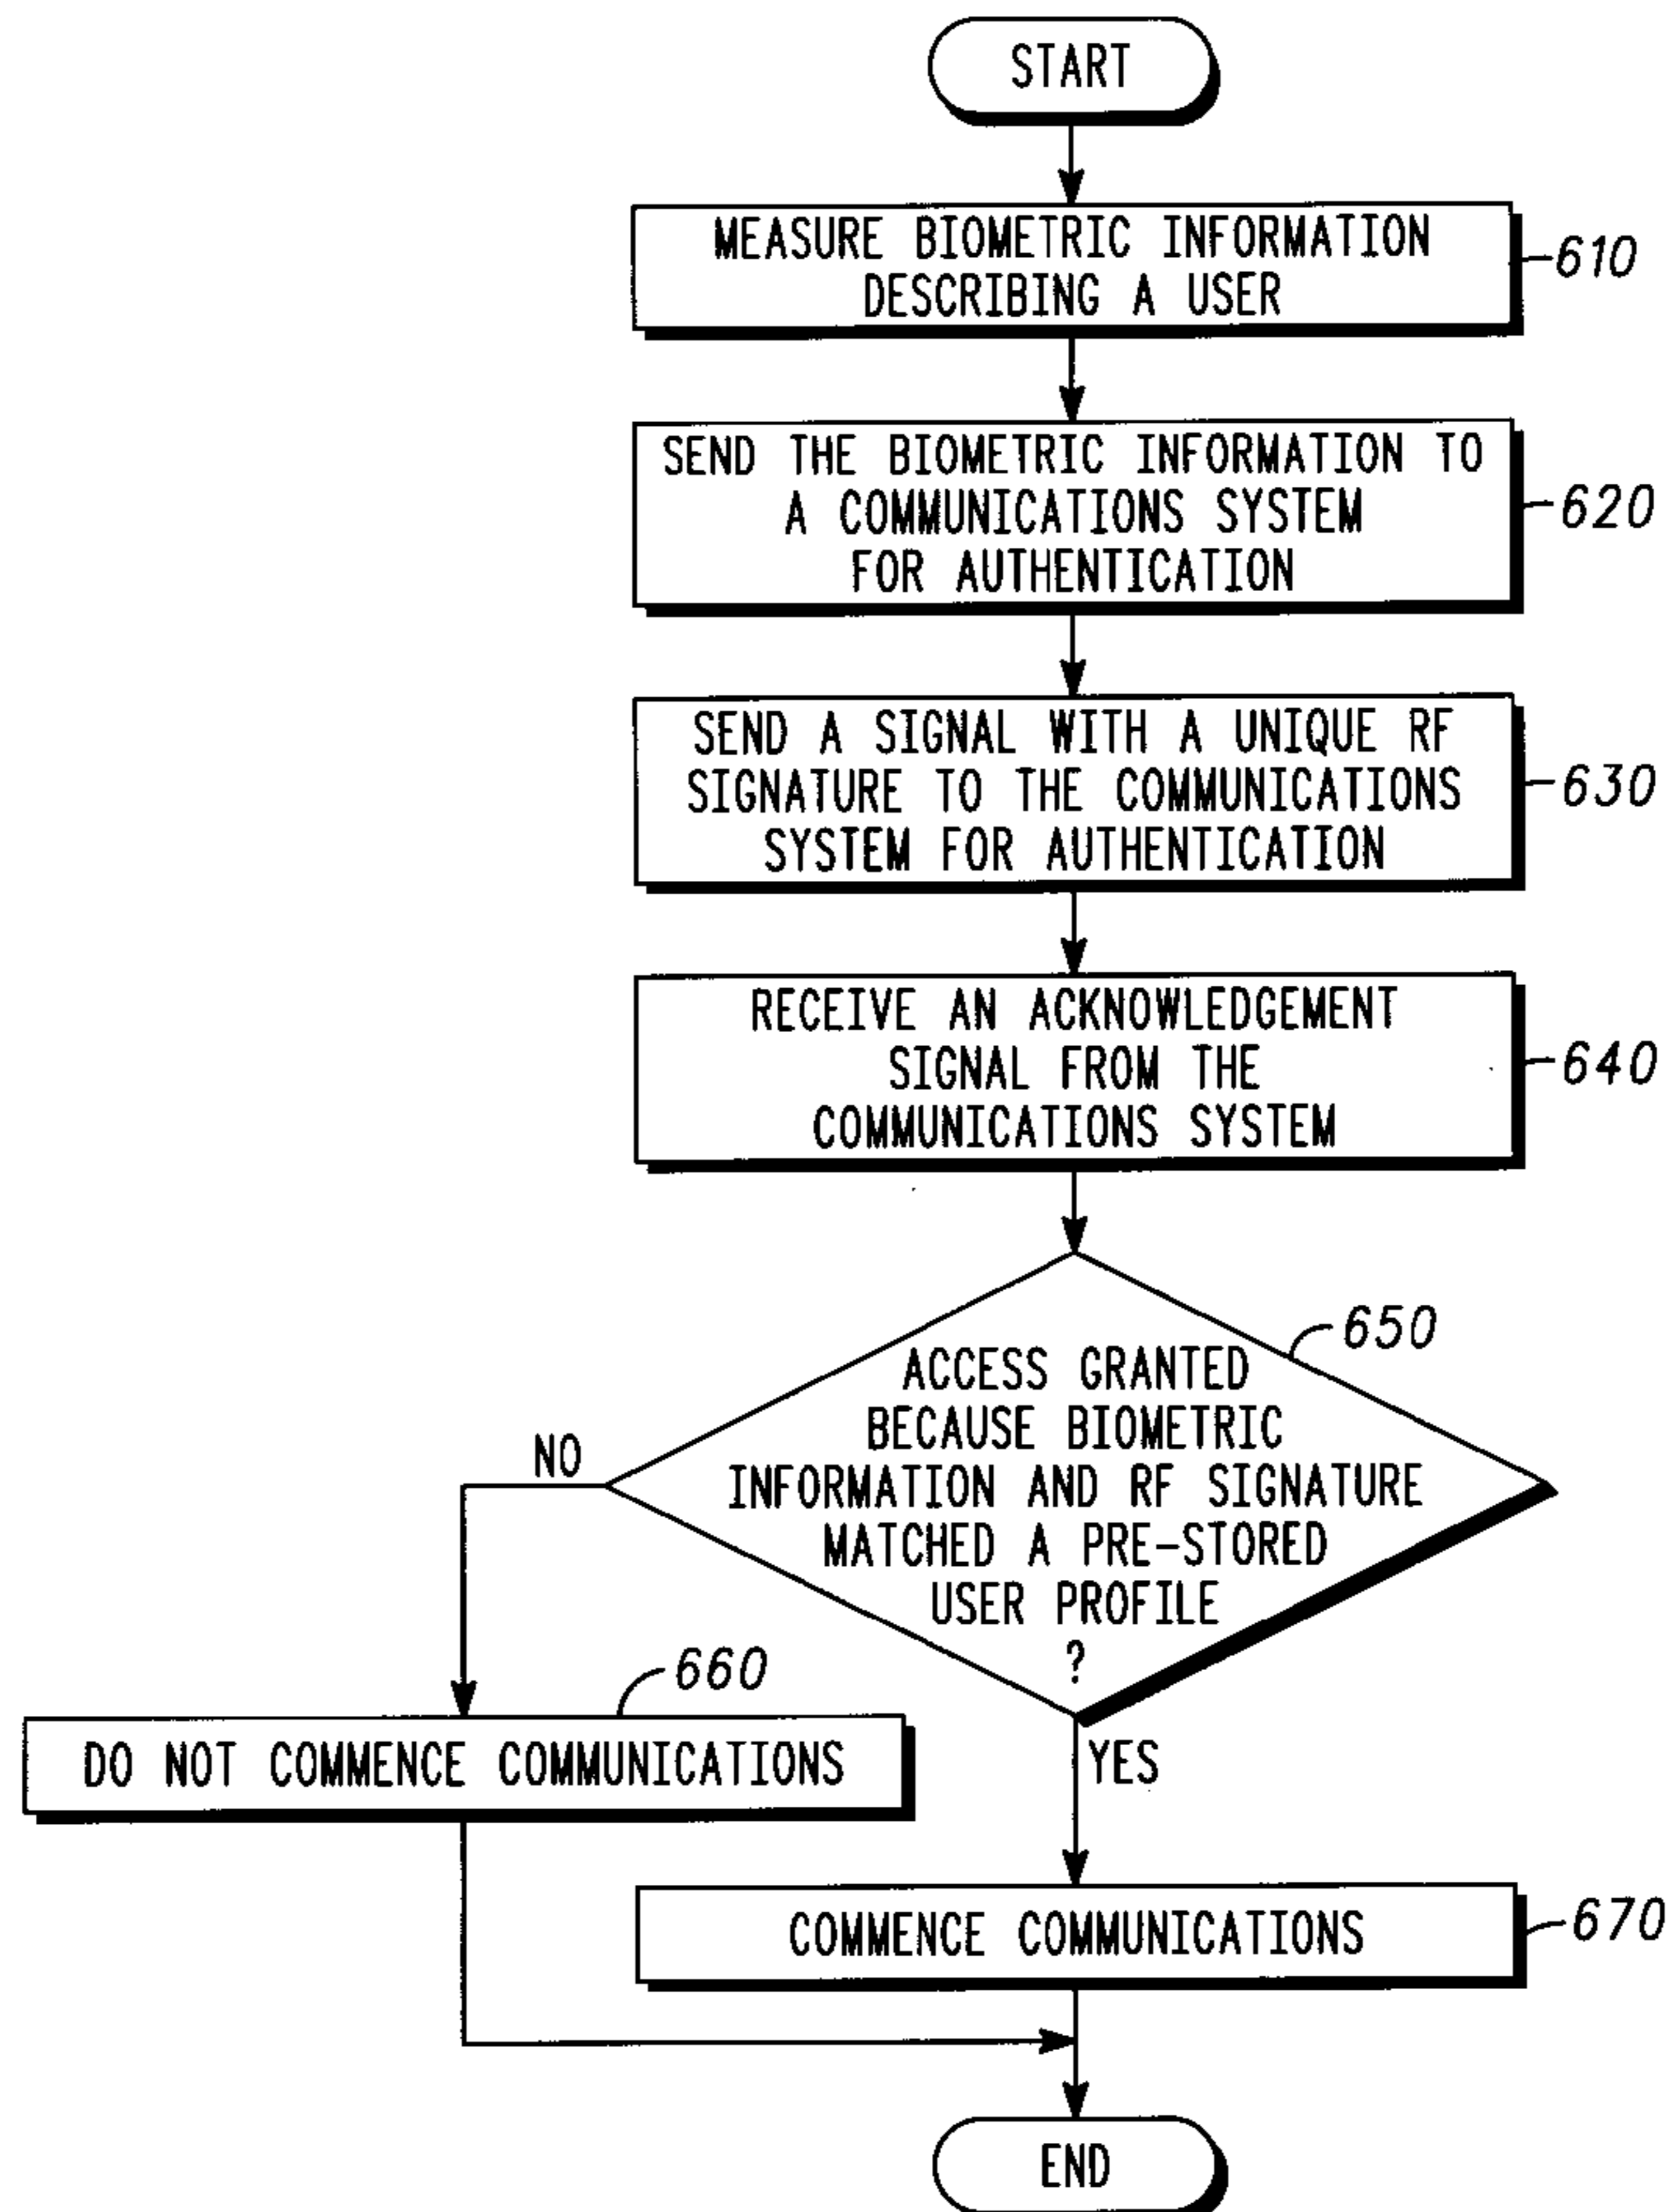 START
MEASURE BIOMETRIC INFORMATION
DESCRIBING A USER
610
SEND THE BIOMETRIC INFORMATION TO
A COMMUNICATIONS SYSTEM
FOR AUTHENTICATION
620
SEND A SIGNAL WITH A UNIQUE RF
SIGNATURE TO THE COMMUNICATIONS
SYSTEM FOR AUTHENTICATION
630
RECEIVE AN ACKNOWLEDGEMENT
SIGNAL FROM THE
COMMUNICATIONS SYSTEM
640
650
ACCESS GRANTED
BECAUSE BIOMETRIC
INFORMATION AND RF SIGNATURE
MATCHED A PRE-STORED
USER PROFILE
?
NO
660
DO NOT COMMENCE COMMUNICATIONS
YES
COMMENCE COMMUNICATIONS
670
END